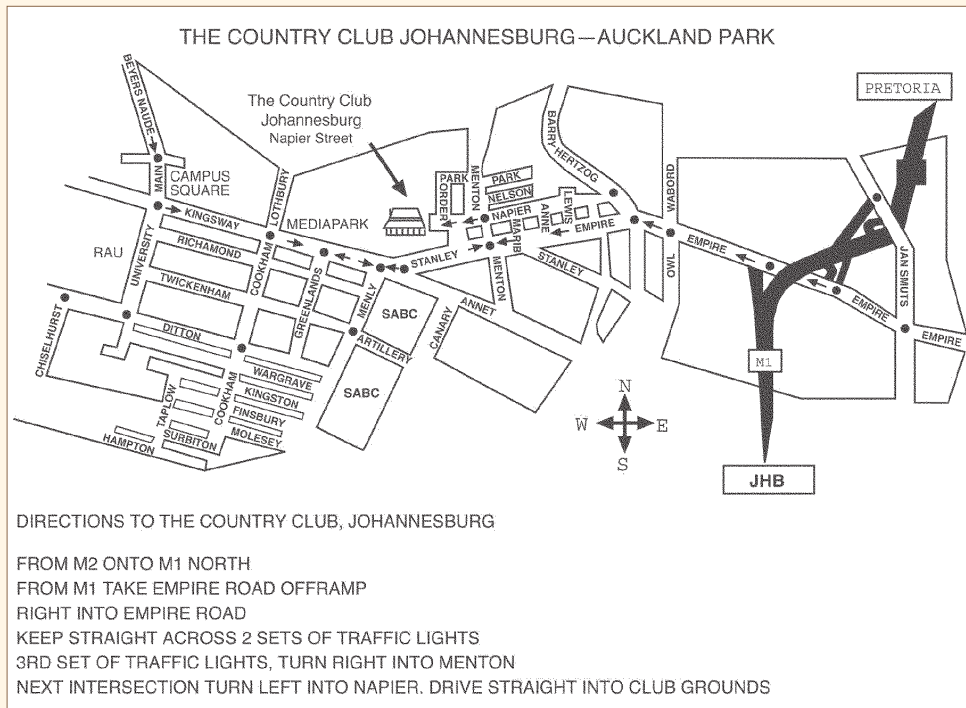 THE COUNTRY CLUB JOHANNESBURG—AUCKLAND PARK
BEYERS NAUDE
PRETORIA
The Country Club
Johannesburg
Napier Street
BARRY HERTZOG
MAIN
CAMPUS
SQUARE
LOTHBURY
PARK
ORDER
MENTON
PARK
NELSON
NAPIER
LEWIS
ANNE
MARIB
EMPIRE
WABORD
KINGSWAY
MEDIAPARK
RAU
UNIVERSITY
RICHAMOND
COOKHAM
STANLEY
STANLEY
MENTON
OWL
EMPIRE
JAN SMUTS
TWICKENHAM
GREENLANDS
MENLY
SABC
CANARY
ANNET
EMPIRE
EMPIRE
CHISELHURST
DITTON
ARTILLERY
WARGRAVE
KINGSTON
FINSBURY
MOLESEY
COOKHAM
TAPLOW
SURBITON
HAMPTON
SABC
M1
N
W
E
S
JHB
DIRECTIONS TO THE COUNTRY CLUB, JOHANNESBURG
FROM M2 ONTO M1 NORTH
FROM M1 TAKE EMPIRE ROAD OFFRAMP
RIGHT INTO EMPIRE ROAD
KEEP STRAIGHT ACROSS 2 SETS OF TRAFFIC LIGHTS
3RD SET OF TRAFFIC LIGHTS, TURN RIGHT INTO MENTON
NEXT INTERSECTION TURN LEFT INTO NAPIER. DRIVE STRAIGHT INTO CLUB GROUNDS